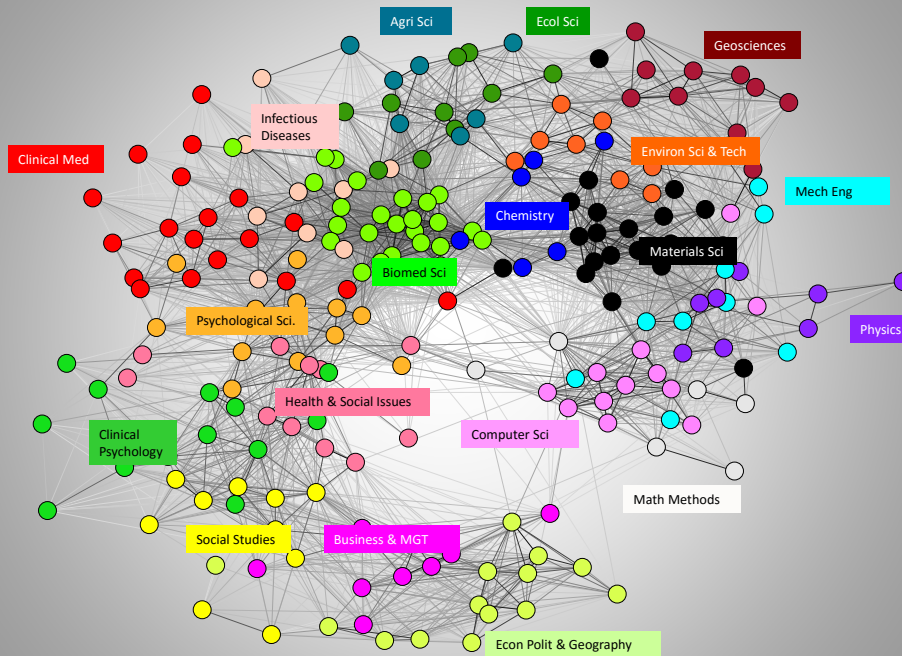 Agri Sci
Ecol Sci
Geosciences
Infectious
Diseases
Clinical Med
Environ Sci & Tech
Mech Eng
Chemistry
Materials Sci
Biomed Sci
Psychological Sci.
Physics
Health & Social Issues
Clinical
Psychology
Computer Sci
Math Methods
Social Studies
Business & MGT
Econ Polit & Geography